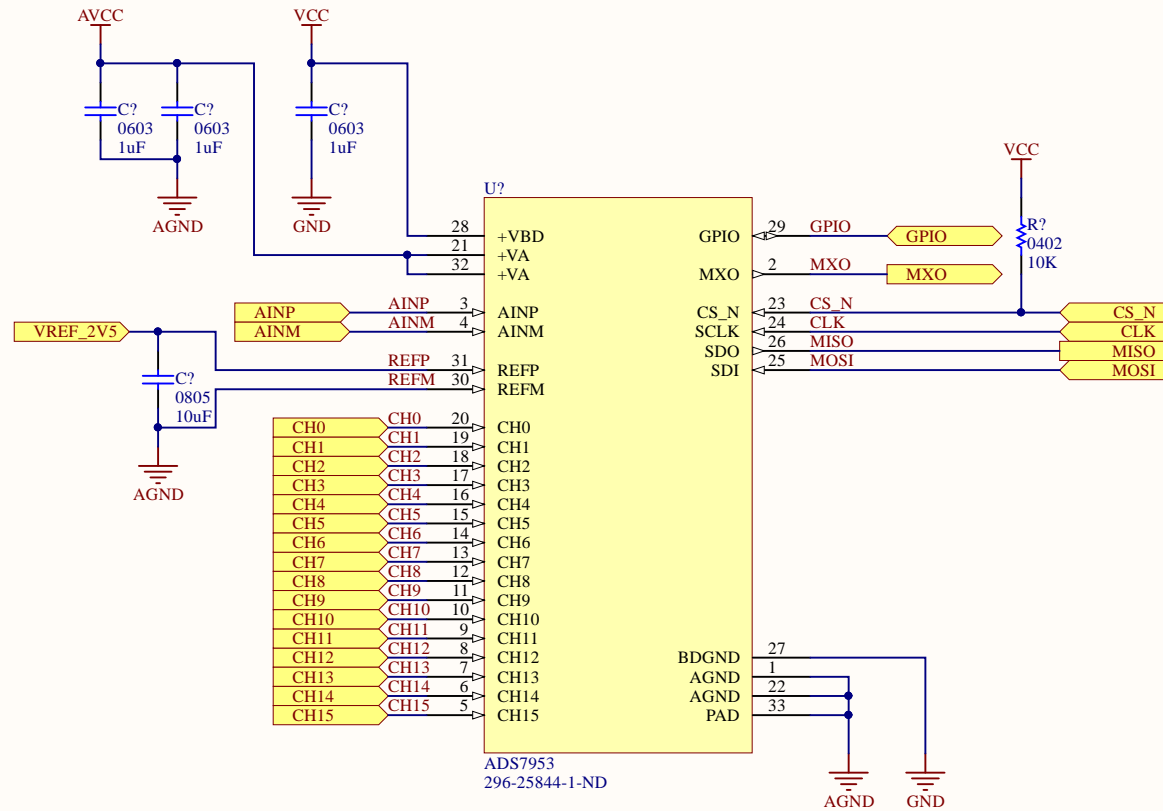 AVCC
VCC
C?
0603
1uF
C?
0603
1uF
C?
0603
1uF
AGND
GND
VCC
R?
0402
10K
U?
28
+VBD
21
+VA
32
+VA
GPIO
29
GPIO
GPIO
MXO
2
MXO
MXO
AINP
AINP
3
AINP
AINM
AINM
4
AINM
CS_N
23
CS_N
CS_N
SCLK
24
CLK
CLK
SDO
26
MISO
MISO
SDI
25
MOSI
MOSI
VREF_2V5
REFP
31
REFP
REFM
30
REFM
C?
0805
10uF
AGND
CH0
CH0
20
CH0
CH1
CH1
19
CH1
CH2
CH2
18
CH2
CH3
CH3
17
CH3
CH4
CH4
16
CH4
CH5
CH5
15
CH5
CH6
CH6
14
CH6
CH7
CH7
13
CH7
CH8
CH8
12
CH8
CH9
CH9
11
CH9
CH10
CH10
10
CH10
CH11
CH11
9
CH11
CH12
CH12
8
CH12
CH13
CH13
7
CH13
CH14
CH14
6
CH14
CH15
CH15
5
CH15
BDGND
27
AGND
1
AGND
22
PAD
33
AGND
GND
ADS7953
296-25844-1-ND